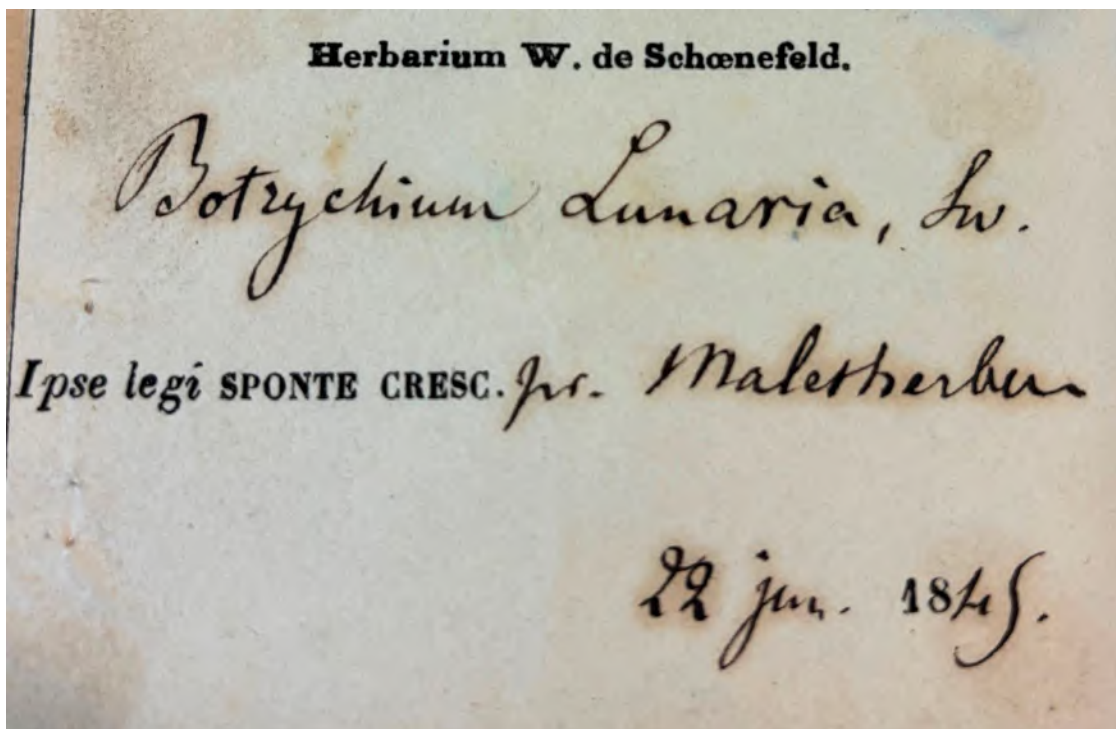 Herbarium W. de Schœnefeld.
Botrychium Lunaria, Sw.
Ipse legi SPONTE CRESC. pr. Malesherbes
22 jun. 1845.